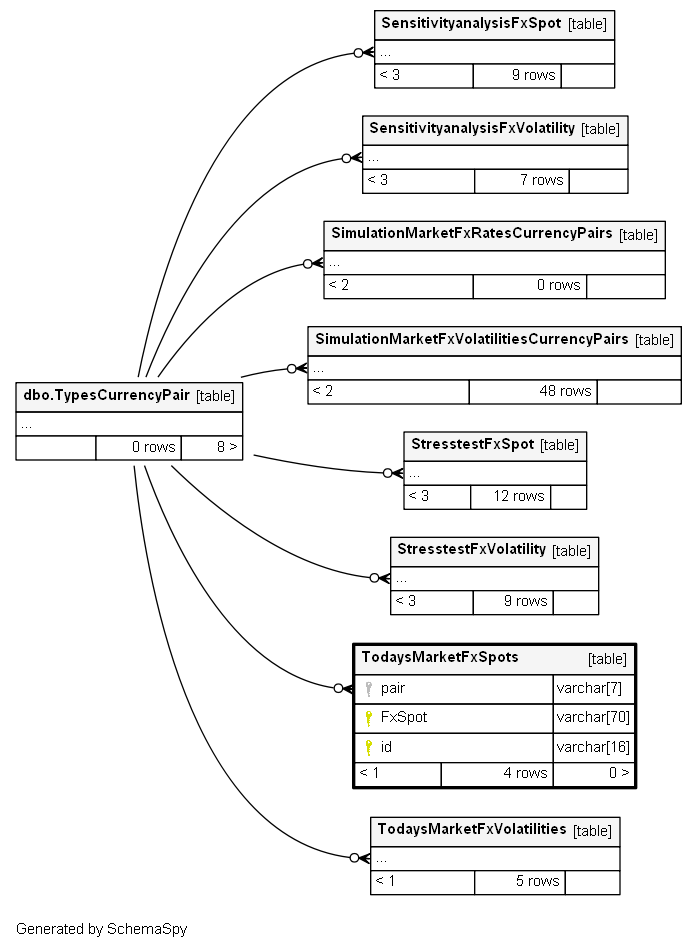 SensitivityanalysisFxSpot [table]
...
< 3 9 rows
SensitivityanalysisFxVolatility [table]
...
< 3 7 rows
SimulationMarketFxRatesCurrencyPairs [table]
...
< 2 0 rows
SimulationMarketFxVolatilitiesCurrencyPairs [table]
...
< 2 48 rows
dbo.TypesCurrencyPair [table]
...
0 rows 8 >
StresstestFxSpot [table]
...
< 3 12 rows
StresstestFxVolatility [table]
...
< 3 9 rows
TodaysMarketFxSpots [table]
pair varchar[7]
FxSpot varchar[70]
id varchar[16]
< 1 4 rows 0 >
TodaysMarketFxVolatilities [table]
...
< 1 5 rows
Generated by SchemaSpy